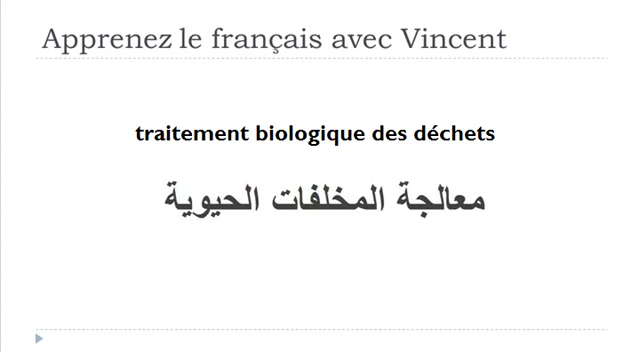 Apprenez le français avec Vincent
traitement biologique des déchets
معالجة المخلفات الحيوية